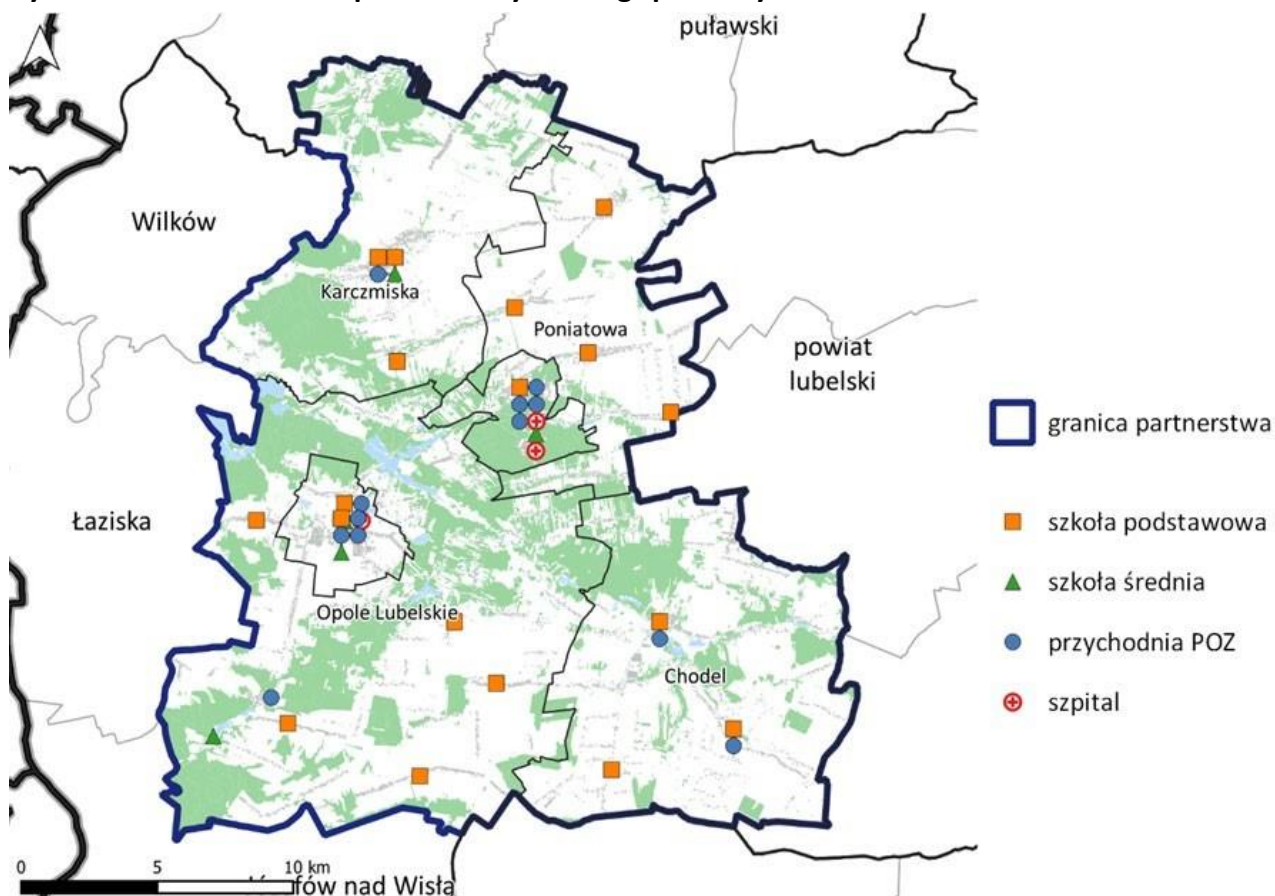 puławski
Wilków
Karczmiska
Poniatowa
powiat
lubelski
granica partnerstwa
Łaziska
szkoła podstawowa
szkoła średnia
Opole Lubelskie
przychodnia POZ
Chodel
szpital
0 5 10 km
nad Wisłą